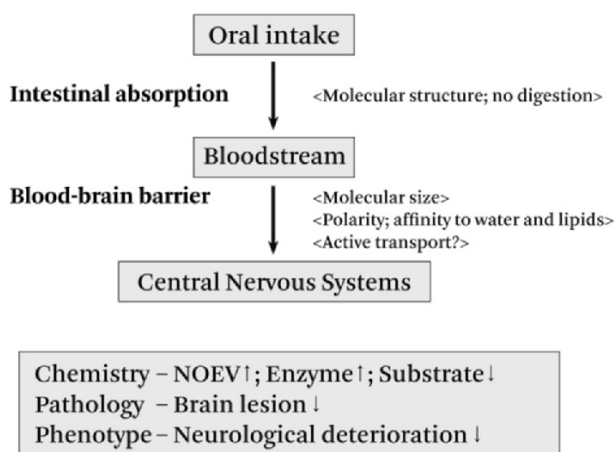 Oral intake
Intestinal absorption <Molecular structure; no digestion>
Bloodstream
Blood-brain barrier <Molecular size>
<Polarity; affinity to water and lipids>
<Active transport?>
Central Nervous Systems
Chemistry – NOEV↑; Enzyme↑; Substrate↓
Pathology – Brain lesion ↓
Phenotype – Neurological deterioration ↓